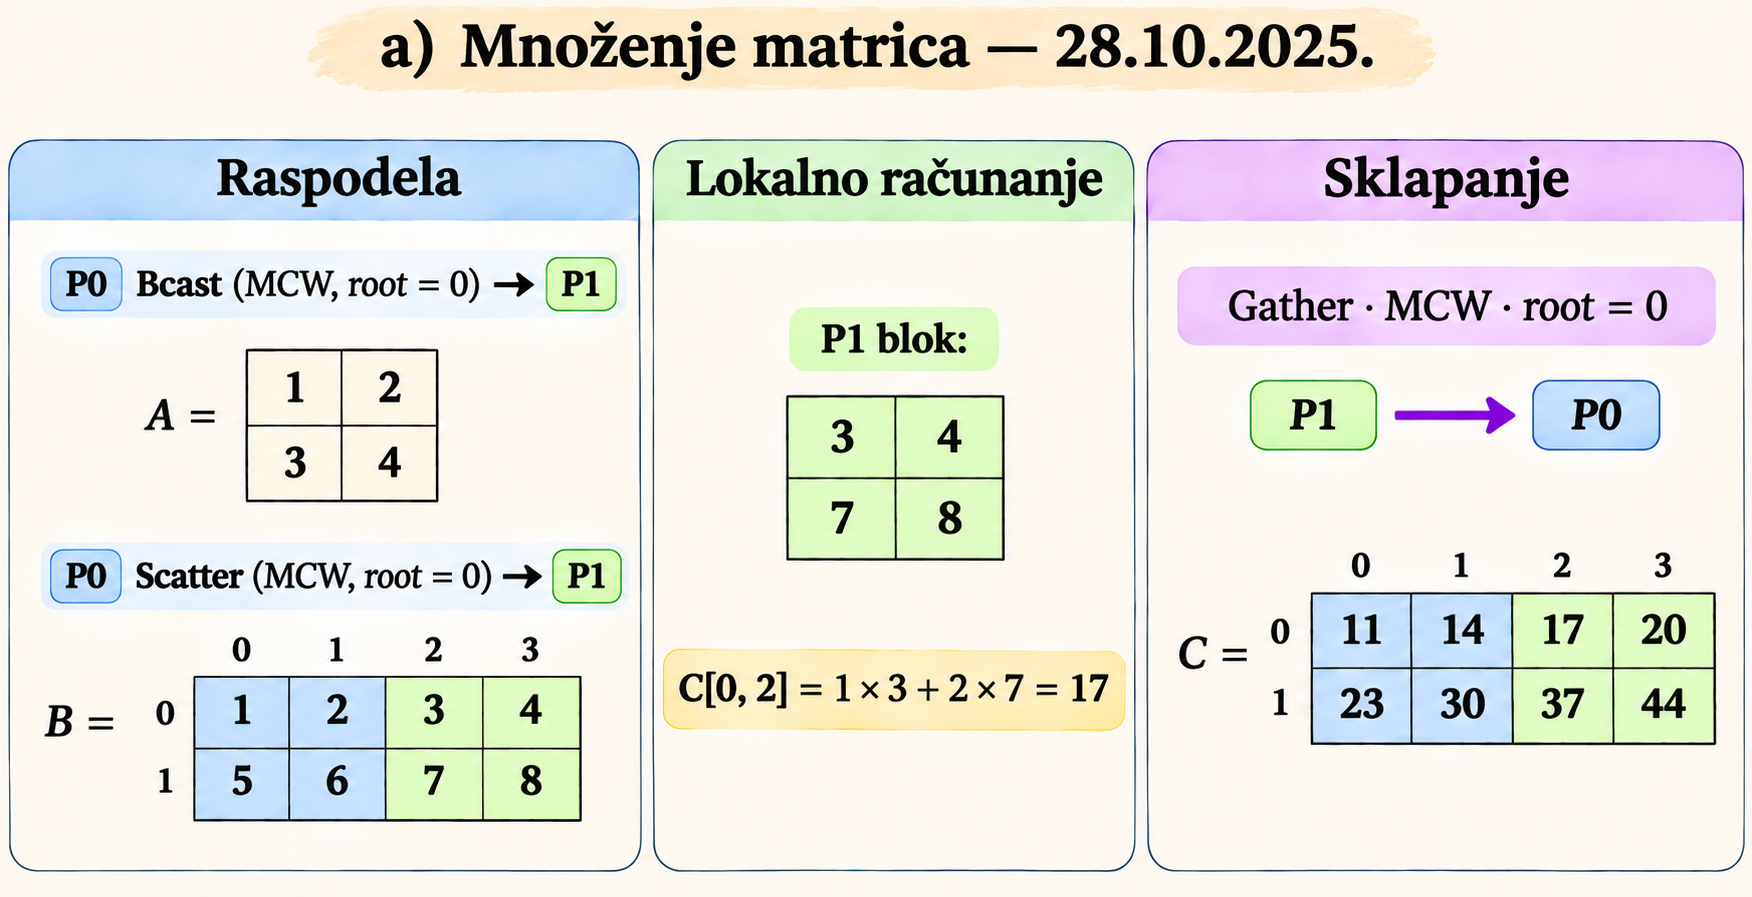 a) Množenje matrica — 28.10.2025.
Raspodela
P0 Bcast (MCW, root = 0) → P1
A =
1 2
3 4
P0 Scatter (MCW, root = 0) → P1
0 1 2 3
B =
0 1 2 3 4
1 5 6 7 8
Lokalno računanje
P1 blok:
3 4
7 8
C[0, 2] = 1 × 3 + 2 × 7 = 17
Sklapanje
Gather · MCW · root = 0
P1 → P0
0 1 2 3
C =
0 11 14 17 20
1 23 30 37 44